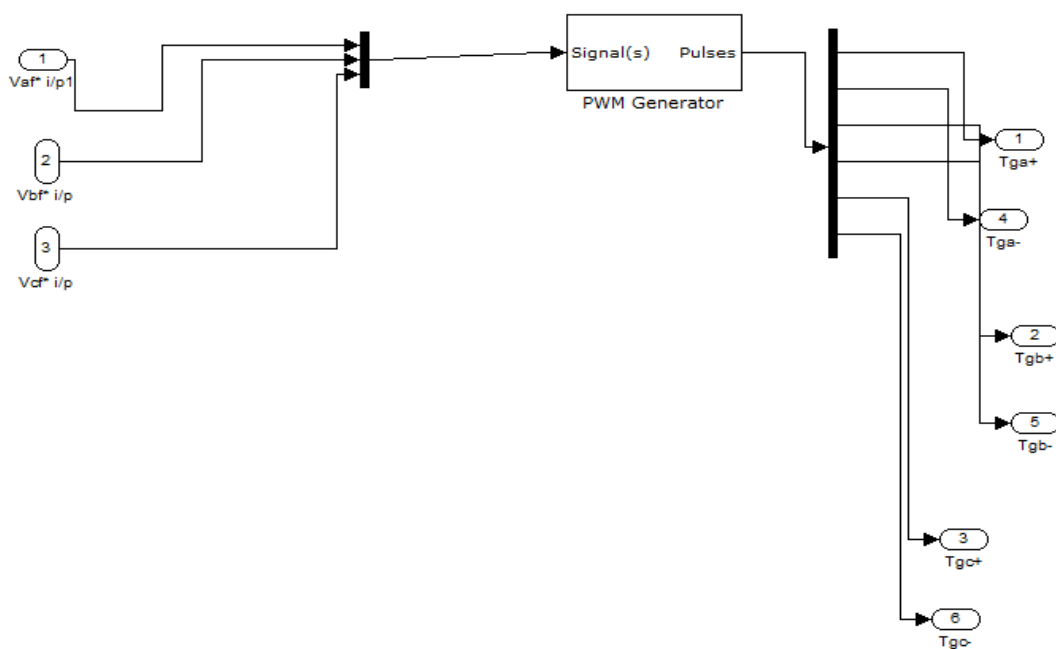 1
Vaf* i/p1
2
Vbf* i/p
3
Vcf* i/p
Signal(s) Pulses
PWM Generator
1
Tga+
4
Tga-
2
Tgb+
5
Tgb-
3
Tgc+
6
Tgc-